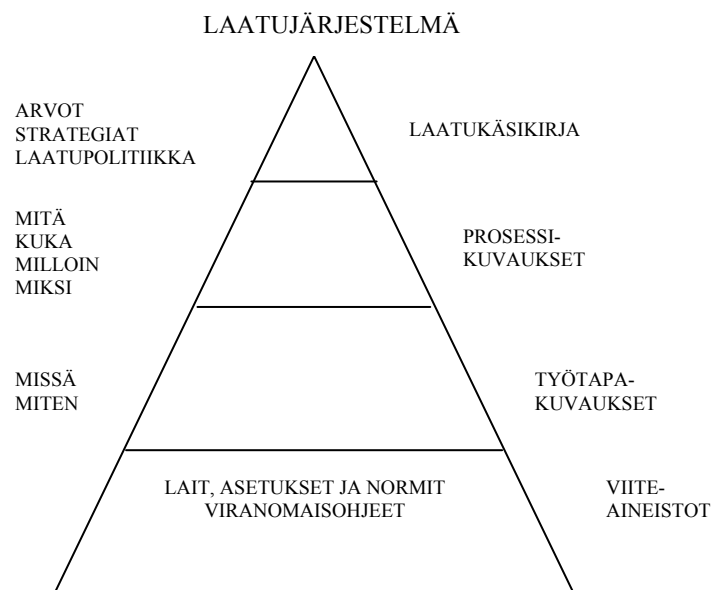 LAATUJÄRJESTELMÄ
ARVOT
STRATEGIAT
LAATUPOLITIIKKA
LAATUKÄSIKIRJA
MITÄ
KUKA
MILLOIN
MIKSI
PROSESSI-
KUVAUKSET
MISSÄ
MITEN
TYÖTAPA-
KUVAUKSET
LAIT, ASETUKSET JA NORMIT
VIRANOMAISOHJEET
VIITE-
AINEISTOT